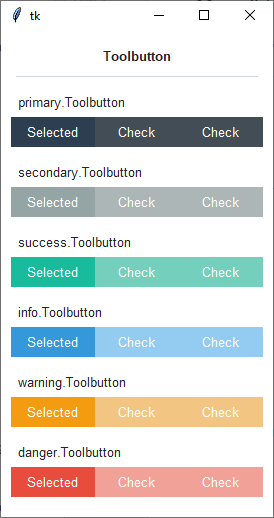 tk
Toolbutton
primary.Toolbutton
Selected Check Check
secondary.Toolbutton
Selected Check Check
success.Toolbutton
Selected Check Check
info.Toolbutton
Selected Check Check
warning.Toolbutton
Selected Check Check
danger.Toolbutton
Selected Check Check